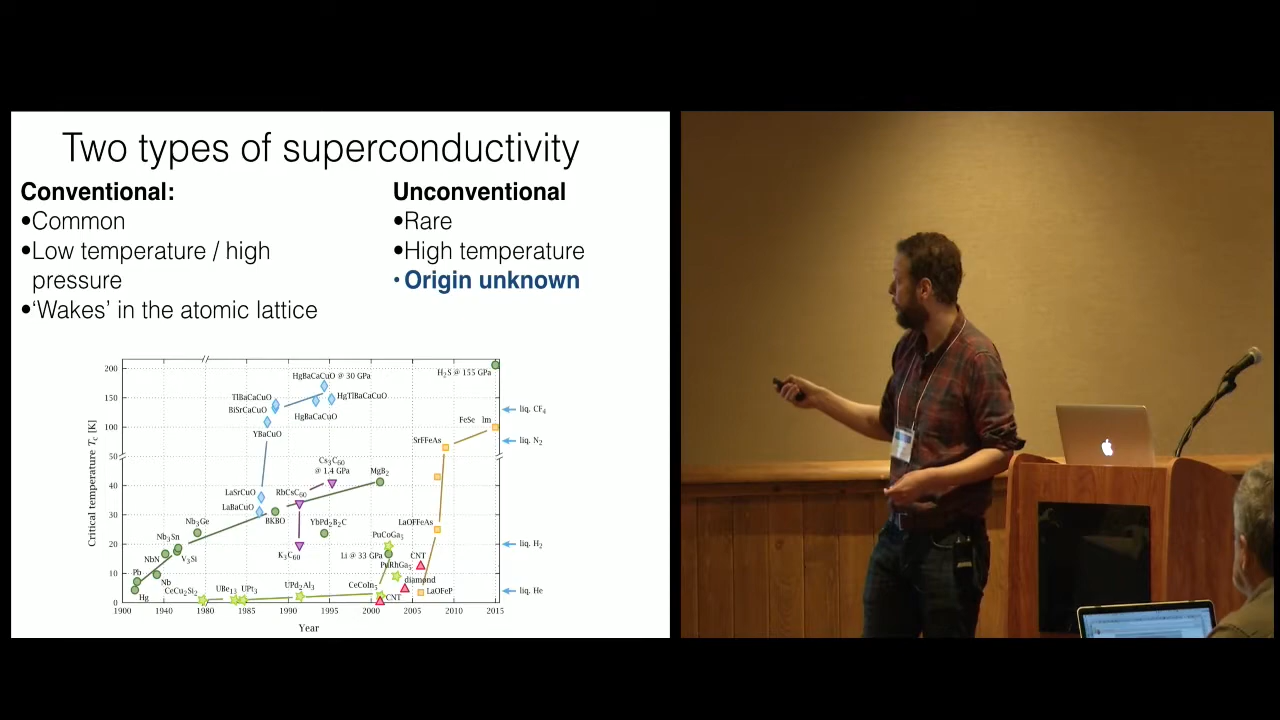 Two types of superconductivity
Conventional:
•Common
•Low temperature / high
pressure
•‘Wakes’ in the atomic lattice
Unconventional
•Rare
•High temperature
• Origin unknown
Critical temperature Tc [K]
200
150
100
50
40
30
20
10
0
1900
1940
1980
1985
1990
1995
2000
2005
2010
2015
Year
HgBaCaCuO @ 30 GPa
H2S @ 155 GPa
TlBaCaCuO
HgTlBaCaCuO
BiSrCaCuO
HgBaCaCuO
liq. CF4
YBaCuO
FeSe lm
SrFFeAs
liq. N2
Cs3C60
@ 1.4 GPa
MgB2
LaSrCuO
RbCsC60
LaBaCuO
BKBO
Nb3Ge
YbPd2B2C
LaOFFeAs
Nb3Sn
PuCoGa5
NbN
V3Si
K3C60
Li @ 33 GPa
CNT
liq. H2
PuRhGa5
Pb
Nb
diamond
CeCu2Si2
UBe13
UPt3
UPd2Al3
CeCoIn5
LaOFeP
liq. He
Hg
CNT